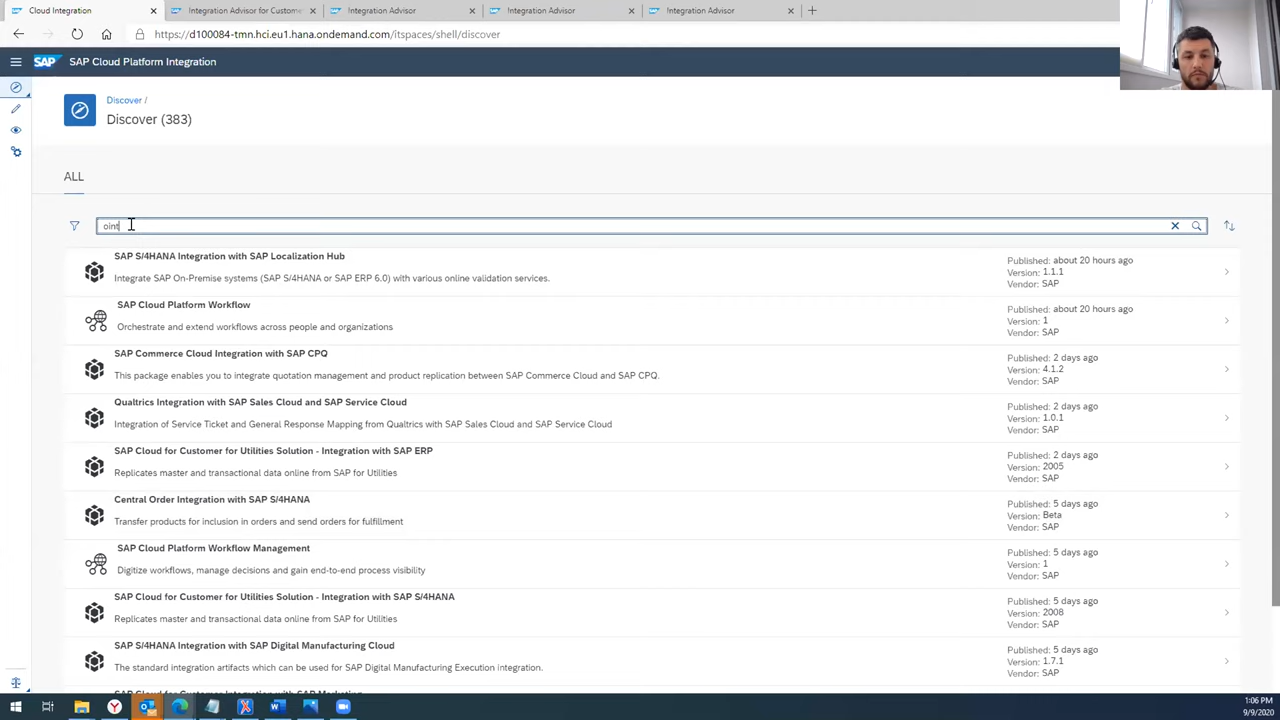 Cloud Integration
Integration Advisor for Custome
Integration Advisor
Integration Advisor
Integration Advisor
https://d100084-tmn.hci.eu1.hana.ondemand.com/itspaces/shell/discover
SAP SAP Cloud Platform Integration
Discover /
Discover (383)
ALL
oint
SAP S/4HANA Integration with SAP Localization Hub
Integrate SAP On-Premise systems (SAP S/4HANA or SAP ERP 6.0) with various online validation services.
Published: about 20 hours ago
Version: 1.1.1
Vendor: SAP
SAP Cloud Platform Workflow
Orchestrate and extend workflows across people and organizations
Published: about 20 hours ago
Version: 1
Vendor: SAP
SAP Commerce Cloud Integration with SAP CPQ
This package enables you to integrate quotation management and product replication between SAP Commerce Cloud and SAP CPQ.
Published: 2 days ago
Version: 4.1.2
Vendor: SAP
Qualtrics Integration with SAP Sales Cloud and SAP Service Cloud
Integration of Service Ticket and General Response Mapping from Qualtrics with SAP Sales Cloud and SAP Service Cloud
Published: 2 days ago
Version: 1.0.1
Vendor: SAP
SAP Cloud for Customer for Utilities Solution - Integration with SAP ERP
Replicates master and transactional data online from SAP for Utilities
Published: 2 days ago
Version: 2005
Vendor: SAP
Central Order Integration with SAP S/4HANA
Transfer products for inclusion in orders and send orders for fulfillment
Published: 5 days ago
Version: Beta
Vendor: SAP
SAP Cloud Platform Workflow Management
Digitize workflows, manage decisions and gain end-to-end process visibility
Published: 5 days ago
Version: 1
Vendor: SAP
SAP Cloud for Customer for Utilities Solution - Integration with SAP S/4HANA
Replicates master and transactional data online from SAP for Utilities
Published: 5 days ago
Version: 2008
Vendor: SAP
SAP S/4HANA Integration with SAP Digital Manufacturing Cloud
The standard integration artifacts which can be used for SAP Digital Manufacturing Execution integration.
Published: 5 days ago
Version: 1.7.1
Vendor: SAP
SAP Cloud for Customer Integration with SAP Marketing
1:06 PM
9/9/2020